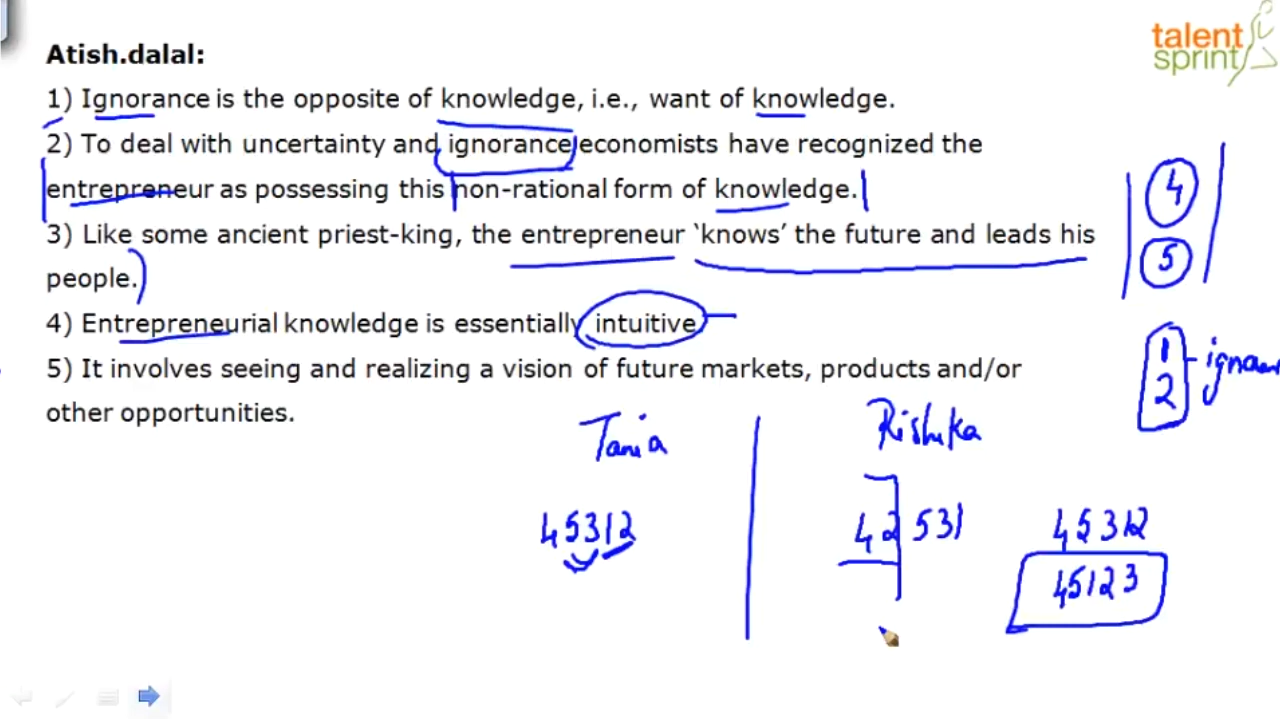 Atish.dalal:
talent
sprint
1) Ignorance is the opposite of knowledge, i.e., want of knowledge.
2) To deal with uncertainty and ignorance economists have recognized the
entrepreneur as possessing this non-rational form of knowledge.
4
3) Like some ancient priest-king, the entrepreneur ‘knows’ the future and leads his
people.
5
4) Entrepreneurial knowledge is essentially intuitive
1
2
5) It involves seeing and realizing a vision of future markets, products and/or
other opportunities.
Tania
Rishika
45312
42531
45312
45123